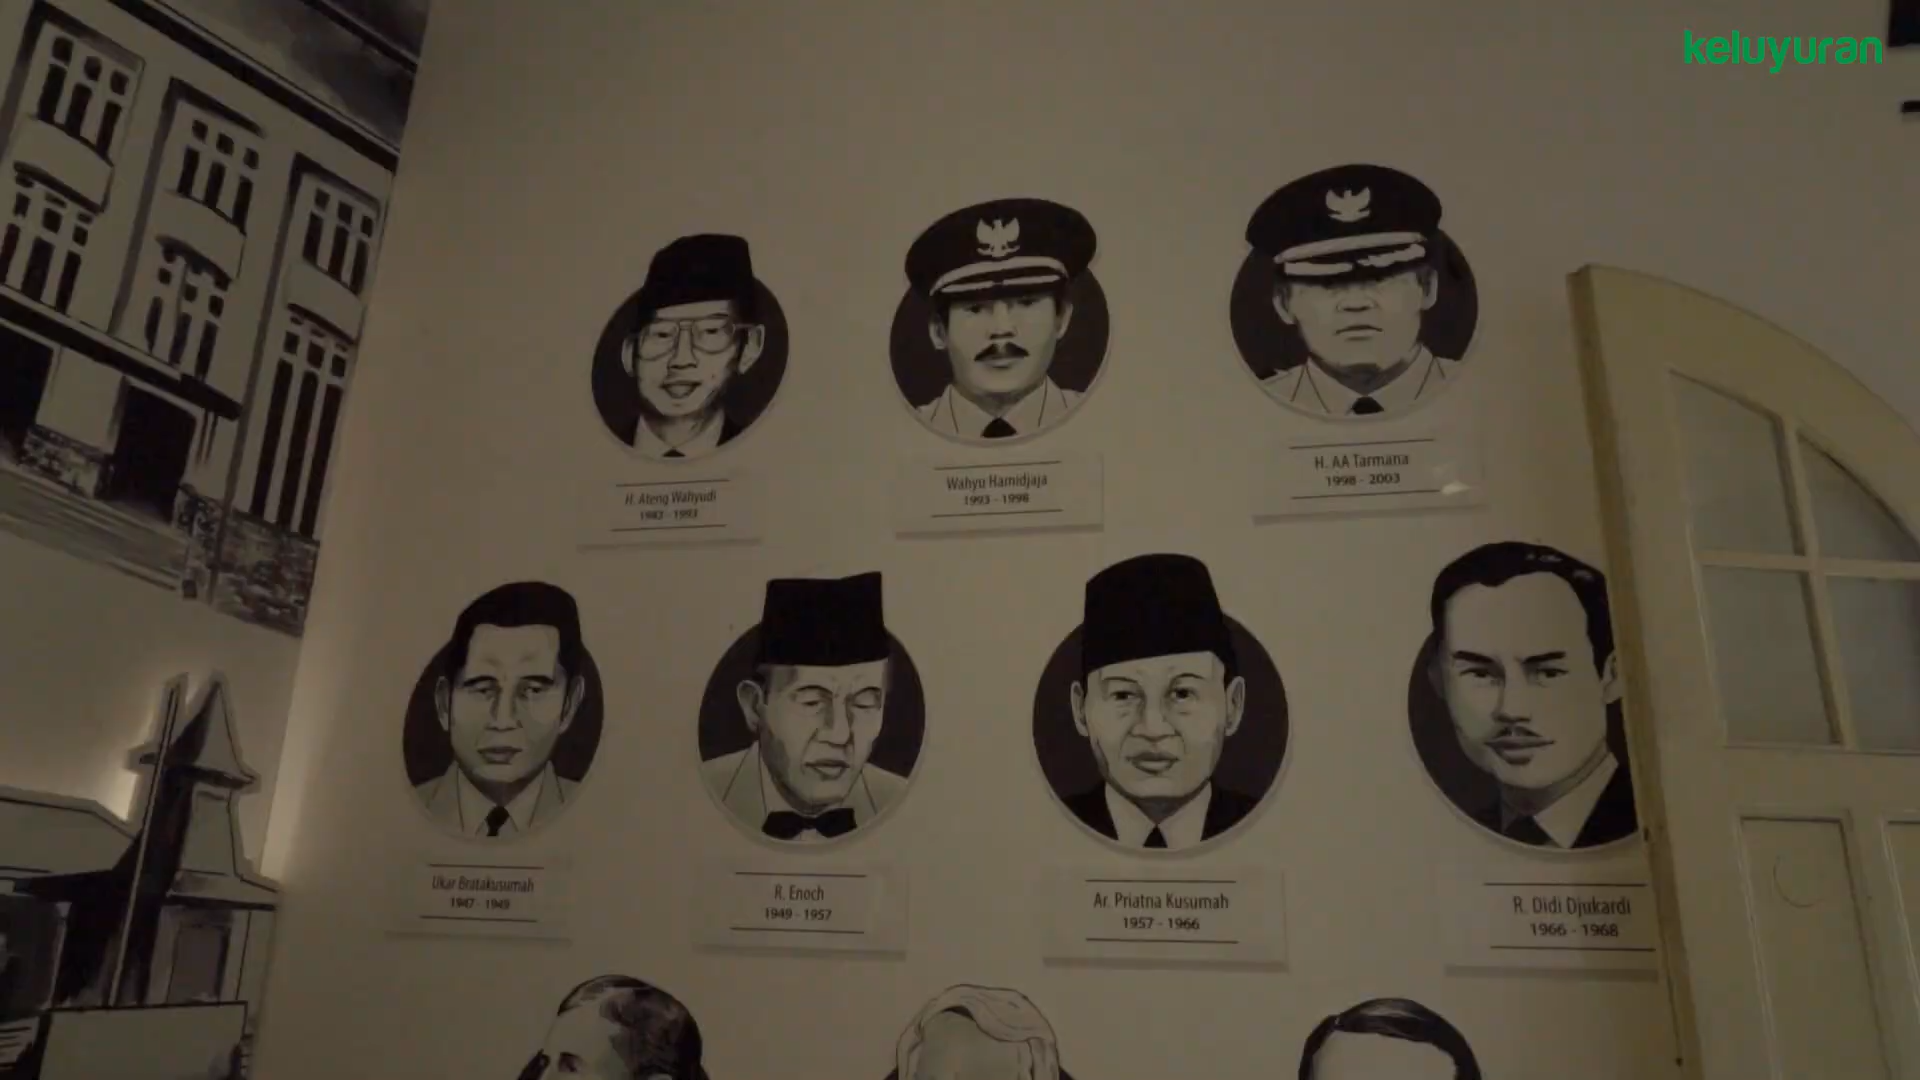 keluyuran
H. Ateng Wahyudi
1983 - 1993
Wahyu Hamidjaja
1993 - 1998
H. AA Tarmana
1998 - 2003
Ukar Bratakusumah
1947 - 1949
R. Enoch
1949 - 1957
Ar. Priatna Kusumah
1957 - 1966
R. Didi Djukardi
1966 - 1968